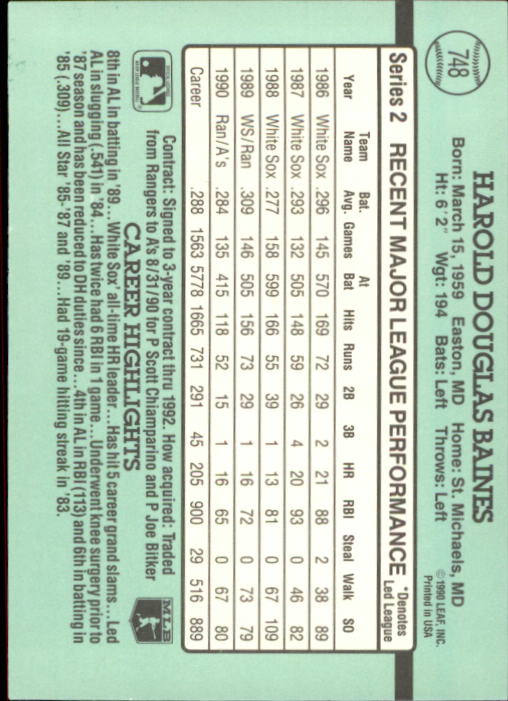 748
HAROLD DOUGLAS BAINES
Born: March 15, 1959 Easton, MD Home: St. Michaels, MD
Ht: 6' 2" Wgt: 194 Bats: Left Throws: Left
©1990 LEAF, INC.
Printed in USA
Series 2 RECENT MAJOR LEAGUE PERFORMANCE *Denotes Led League
Year Team Name Bat. Avg. Games At Bat Hits Runs 2B 3B HR RBI Steal Walk SO
1986 White Sox .296 145 570 169 72 29 2 21 88 2 38 89
1987 White Sox .293 132 505 148 59 26 4 20 93 0 46 82
1988 White Sox .277 158 599 166 55 39 1 13 81 0 67 109
1989 WS/Ran .309 146 505 156 73 29 1 16 72 0 73 79
1990 Ran/A's .284 135 415 118 52 15 1 16 65 0 67 80
Career .288 1563 5778 1665 731 291 45 205 900 29 516 889
Contract: Signed to 3-year contract thru 1992. How acquired: Traded
from Rangers to A's 8/31/90 for P Scott Chiamparino and P Joe Bitker
MLB
CAREER HIGHLIGHTS
8th in AL in batting in '89...White Sox' all-time HR leader...Has hit 5 career grand slams...Led
AL in slugging (.541) in '84...Has twice had 6 RBI in 1 game...Underwent knee surgery prior to
'87 season and has been reduced to DH duties since...4th in AL in RBI (113) and 6th in batting in
'85 (.309)...All Star '85-'87 and '89...Had 19-game hitting streak in '83.